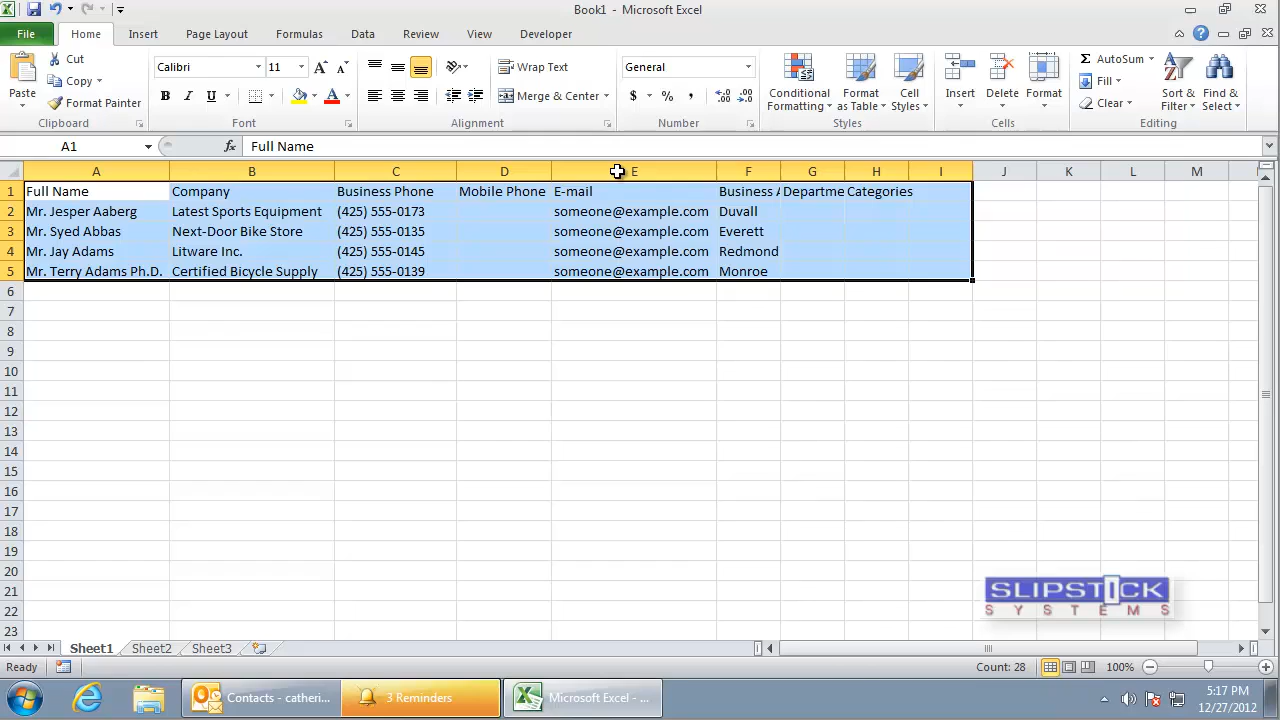 Book1 - Microsoft Excel
File Home Insert Page Layout Formulas Data Review View Developer
Paste
Cut
Copy
Format Painter
Clipboard
Calibri 11
B I U
Font
Wrap Text
Merge & Center
Alignment
General
$ % ,
Number
Conditional Formatting
Format as Table
Cell Styles
Styles
Insert Delete Format
Cells
AutoSum
Fill
Clear
Sort & Filter
Find & Select
Editing
A1 fx Full Name
A B C D E F G H I J K L M
1 Full Name Company Business Phone Mobile Phone E-mail Business A Departme Categories
2 Mr. Jesper Aaberg Latest Sports Equipment (425) 555-0173 someone@example.com Duvall
3 Mr. Syed Abbas Next-Door Bike Store (425) 555-0135 someone@example.com Everett
4 Mr. Jay Adams Litware Inc. (425) 555-0145 someone@example.com Redmond
5 Mr. Terry Adams Ph.D. Certified Bicycle Supply (425) 555-0139 someone@example.com Monroe
6
7
8
9
10
11
12
13
14
15
16
17
18
19
20
21
22
23
SLIPSTICK
SYSTEMS
Sheet1 Sheet2 Sheet3
Ready Count: 28 100%
Contacts - catheri... 3 Reminders Microsoft Excel - ... 5:17 PM
12/27/2012